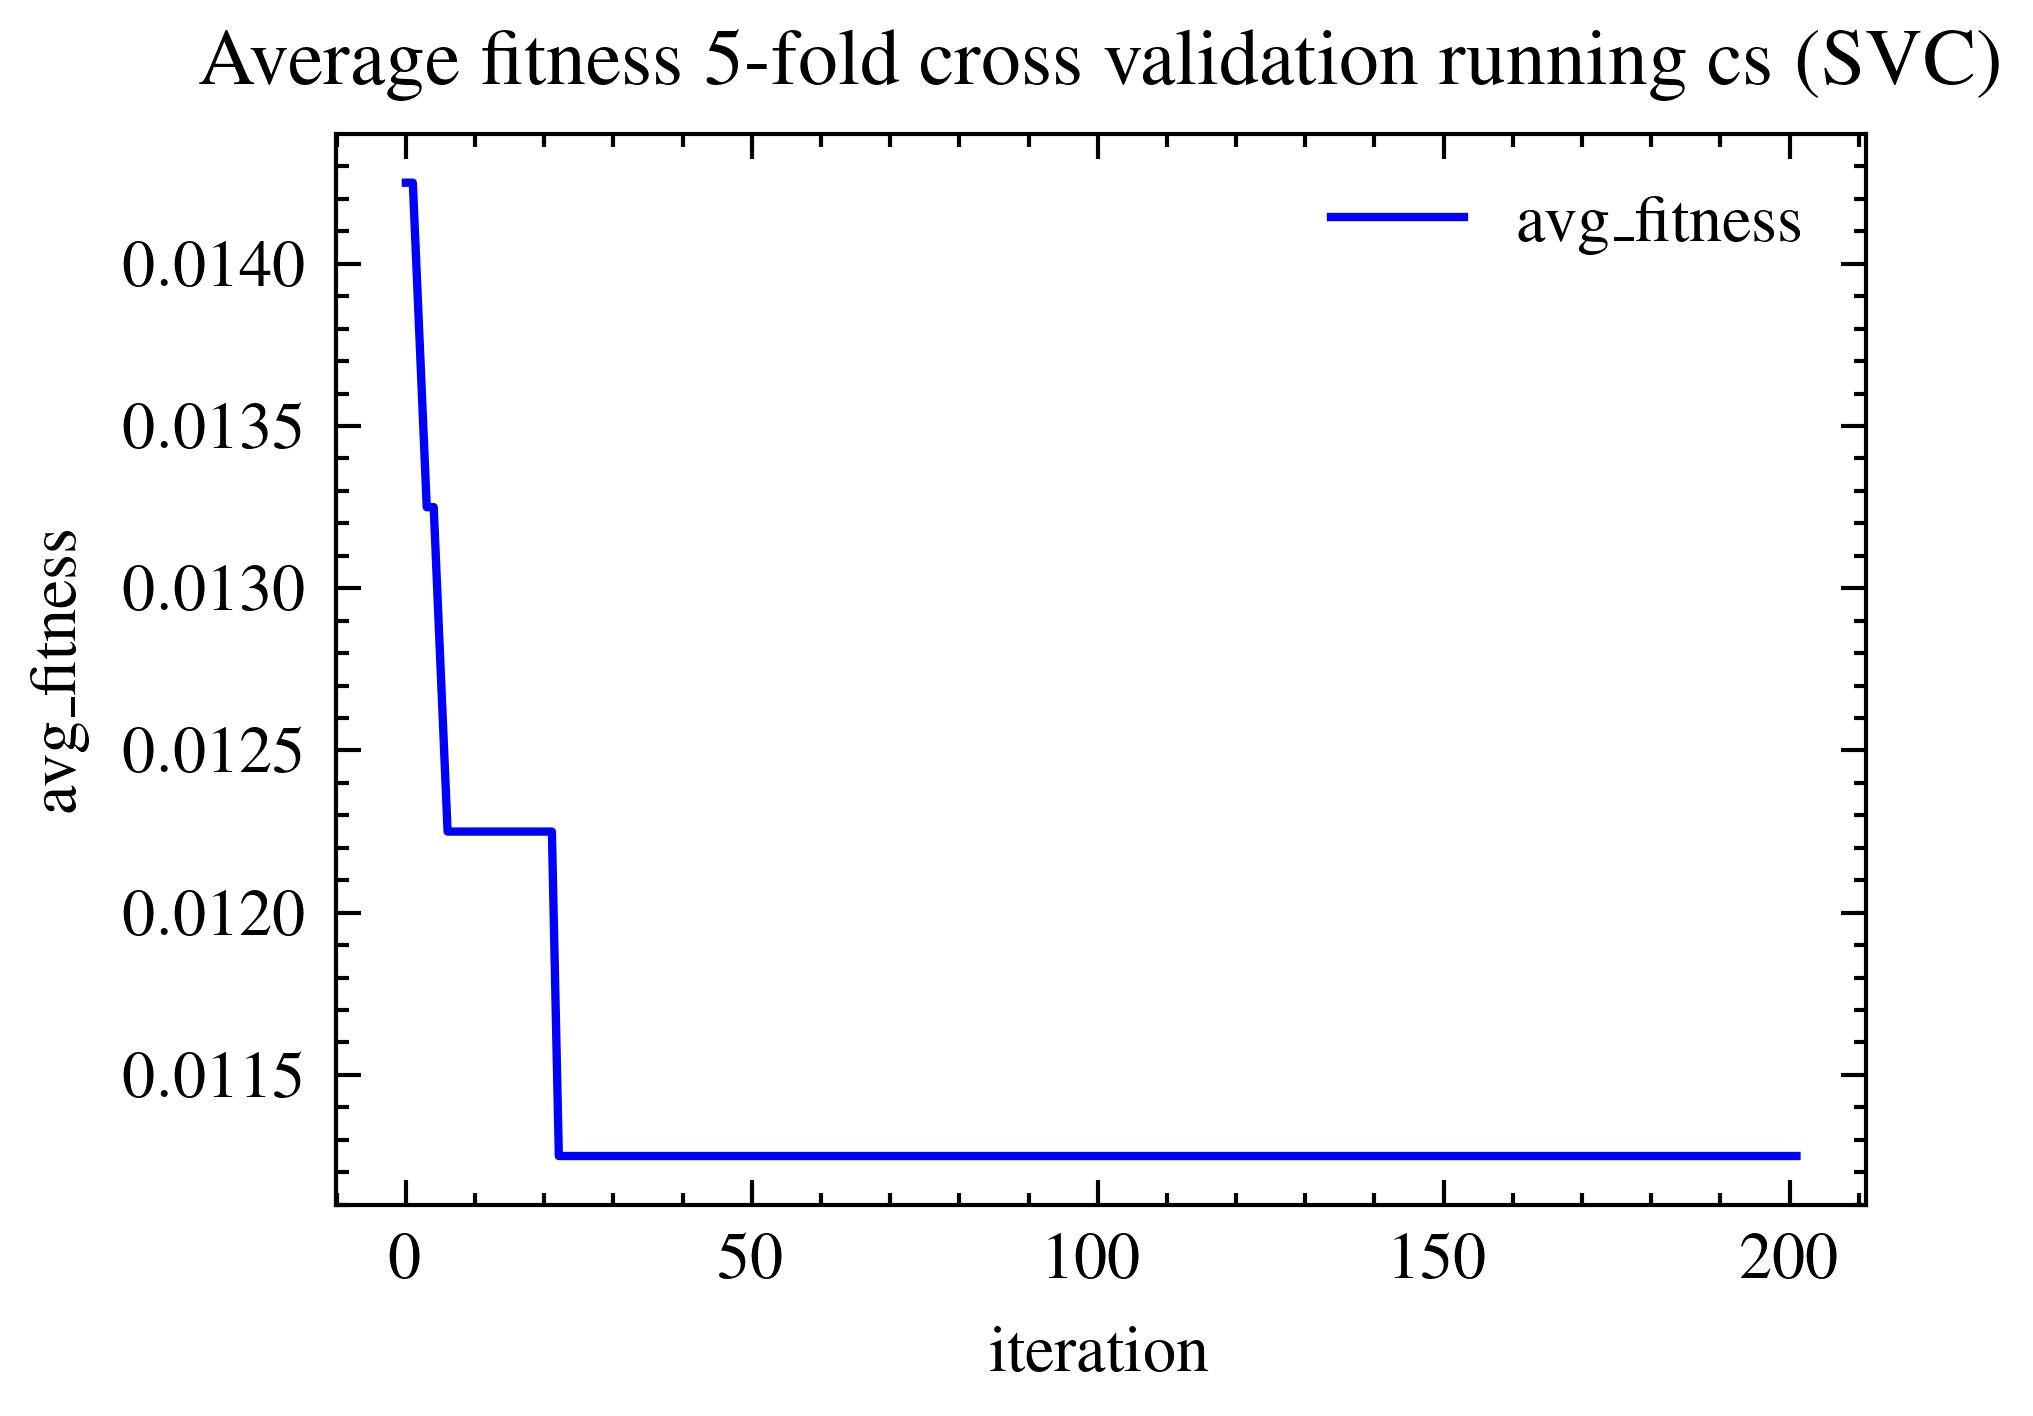 Average fitness 5-fold cross validation running cs (SVC)
avg_fitness
0.0140
0.0135
0.0130
0.0125
0.0120
0.0115
avg_fitness
0 50 100 150 200
iteration